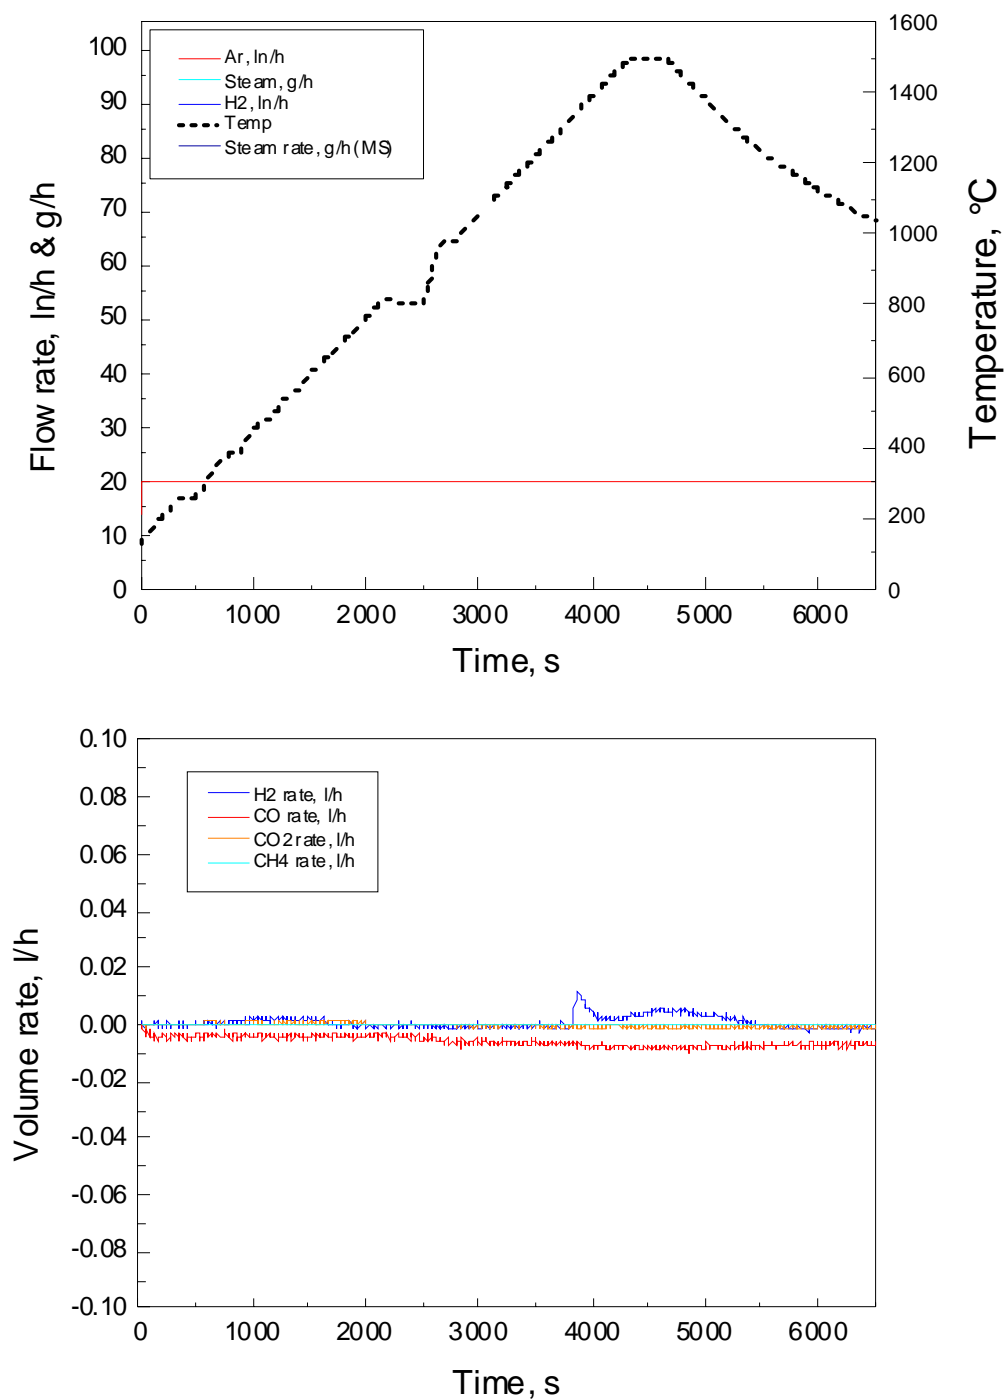 Ar, ln/h
Steam, g/h
H2, ln/h
Temp
Steam rate, g/h (MS)
Flow rate, ln/h & g/h
100
90
80
70
60
50
40
30
20
10
0
Temperature, °C
1600
1400
1200
1000
800
600
400
200
0
0 1000 2000 3000 4000 5000 6000
Time, s
H2 rate, l/h
CO rate, l/h
CO2 rate, l/h
CH4 rate, l/h
Volume rate, l/h
0.10
0.08
0.06
0.04
0.02
0.00
-0.02
-0.04
-0.06
-0.08
-0.10
0 1000 2000 3000 4000 5000 6000
Time, s